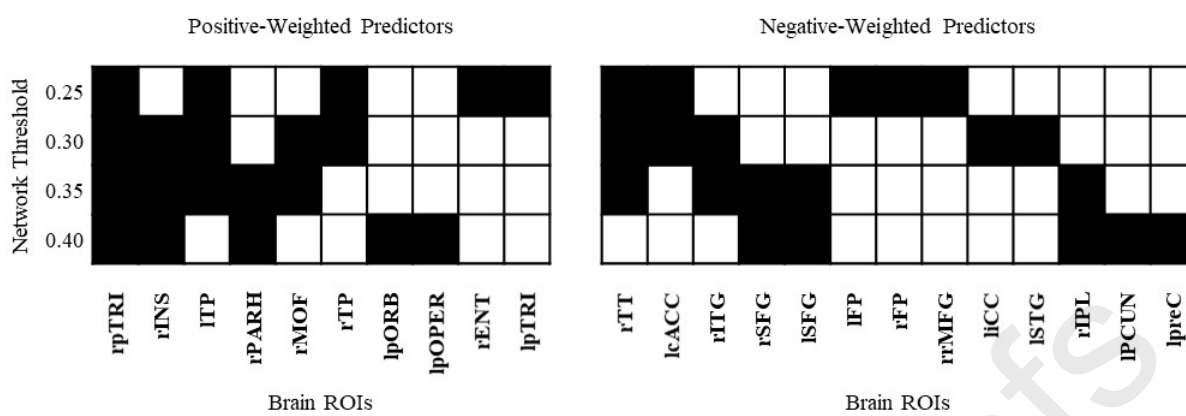 Positive-Weighted Predictors
Negative-Weighted Predictors
Network Threshold
0.25
0.30
0.35
0.40
rpTRI
rINS
lTP
rPARH
rMOF
rTP
lpORB
lpOPER
rENT
lpTRI
Brain ROIs
rTT
lcACC
rITG
rSFG
lSFG
lFP
rFP
rrMFG
liCC
lSTG
rIPL
lPCUN
lpreC
Brain ROIs